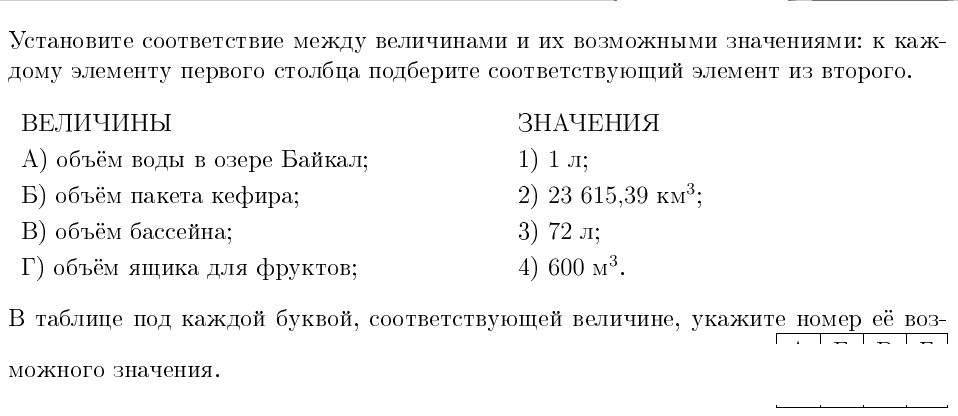 Установите соответствие между величинами и их возможными значениями: к каж-
дому элементу первого столбца подберите соответствующий элемент из второго.
ВЕЛИЧИНЫ ЗНАЧЕНИЯ
А) объём воды в озере Байкал; 1) 1 л;
Б) объём пакета кефира; 2) 23 615,39 км³;
В) объём бассейна; 3) 72 л;
Г) объём ящика для фруктов; 4) 600 м³.
В таблице под каждой буквой, соответствующей величине, укажите номер её воз-
можного значения.